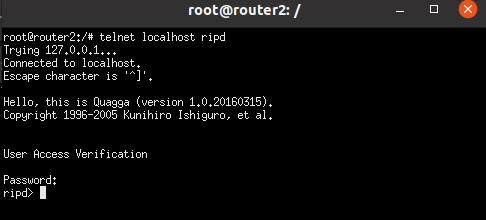 root@router2: /
root@router2:/# telnet localhost ripd
Trying 127.0.0.1...
Connected to localhost.
Escape character is '^]'.
Hello, this is Quagga (version 1.0.20160315).
Copyright 1996-2005 Kunihiro Ishiguro, et al.
User Access Verification
Password:
ripd>